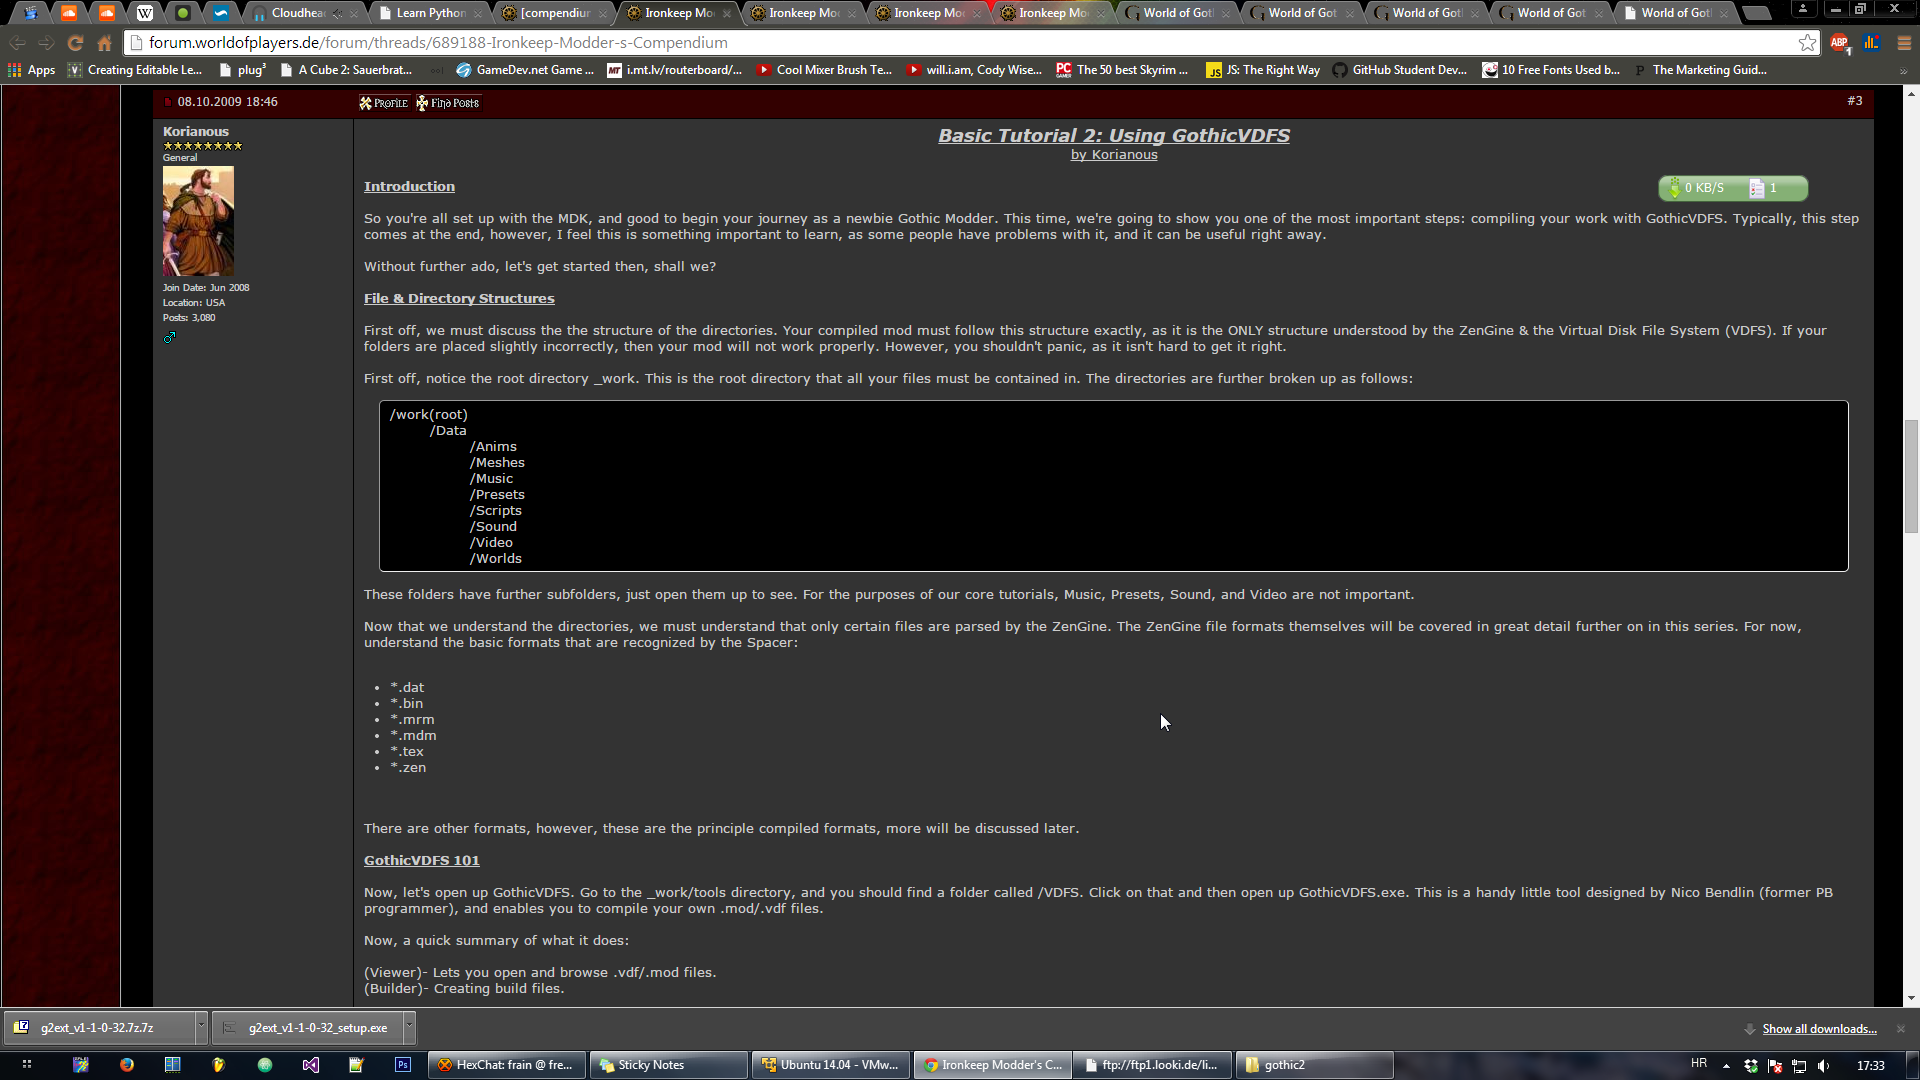 Cloudhea
Learn Python
[compendium
Ironkeep Mo
Ironkeep Mo
Ironkeep Mo
Ironkeep Mo
World of Got
World of Got
World of Got
World of Got
World of Got
forum.worldofplayers.de/forum/threads/689188-Ironkeep-Modder-s-Compendium
Apps
Creating Editable Le...
plug³
A Cube 2: Sauerbrat...
GameDev.net Game ...
i.mt.lv/routerboard/...
Cool Mixer Brush Te...
will.i.am, Cody Wise...
The 50 best Skyrim ...
JS: The Right Way
GitHub Student Dev...
10 Free Fonts Used b...
The Marketing Guid...
08.10.2009 18:46
Profile
Find Posts
#3
Korianous
General
Join Date: Jun 2008
Location: USA
Posts: 3,080
Basic Tutorial 2: Using GothicVDFS
by Korianous
0 KB/S 1
Introduction
So you're all set up with the MDK, and good to begin your journey as a newbie Gothic Modder. This time, we're going to show you one of the most important steps: compiling your work with GothicVDFS. Typically, this step
comes at the end, however, I feel this is something important to learn, as some people have problems with it, and it can be useful right away.
Without further ado, let's get started then, shall we?
File & Directory Structures
First off, we must discuss the the structure of the directories. Your compiled mod must follow this structure exactly, as it is the ONLY structure understood by the ZenGine & the Virtual Disk File System (VDFS). If your
folders are placed slightly incorrectly, then your mod will not work properly. However, you shouldn't panic, as it isn't hard to get it right.
First off, notice the root directory _work. This is the root directory that all your files must be contained in. The directories are further broken up as follows:
/work(root)
/Data
/Anims
/Meshes
/Music
/Presets
/Scripts
/Sound
/Video
/Worlds
These folders have further subfolders, just open them up to see. For the purposes of our core tutorials, Music, Presets, Sound, and Video are not important.
Now that we understand the directories, we must understand that only certain files are parsed by the ZenGine. The ZenGine file formats themselves will be covered in great detail further on in this series. For now,
understand the basic formats that are recognized by the Spacer:
• *.dat
• *.bin
• *.mrm
• *.mdm
• *.tex
• *.zen
There are other formats, however, these are the principle compiled formats, more will be discussed later.
GothicVDFS 101
Now, let's open up GothicVDFS. Go to the _work/tools directory, and you should find a folder called /VDFS. Click on that and then open up GothicVDFS.exe. This is a handy little tool designed by Nico Bendlin (former PB
programmer), and enables you to compile your own .mod/.vdf files.
Now, a quick summary of what it does:
(Viewer)- Lets you open and browse .vdf/.mod files.
(Builder)- Creating build files.
g2ext_v1-1-0-32.7z.7z
g2ext_v1-1-0-32_setup.exe
Show all downloads...
HexChat: frain @ fre...
Sticky Notes
Ubuntu 14.04 - VMw...
Ironkeep Modder's C...
ftp://ftp1.looki.de/li...
gothic2
HR
17:33